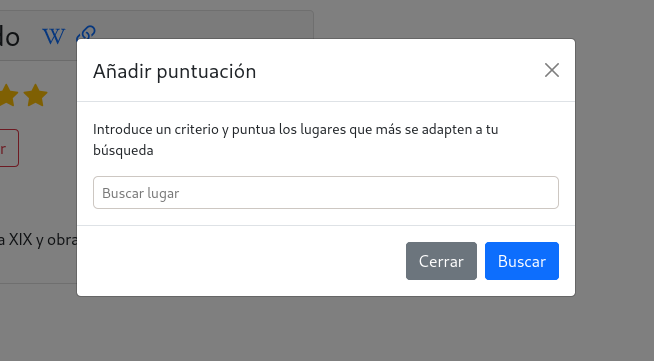 do W
Añadir puntuación
Introduce un criterio y puntua los lugares que más se adapten a tu
búsqueda
Buscar lugar
r
a XIX y obra
Cerrar Buscar